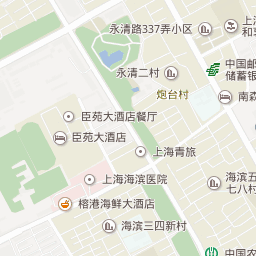 永清路337弄小区
上海
和军
永清二村
中国邮
储蓄银
炮台村
南森
臣苑大酒店餐厅
臣苑大酒店
上海青旅
上海海滨医院
海滨五
七八村
榕港海鲜大酒店
海滨三四新村
中国农